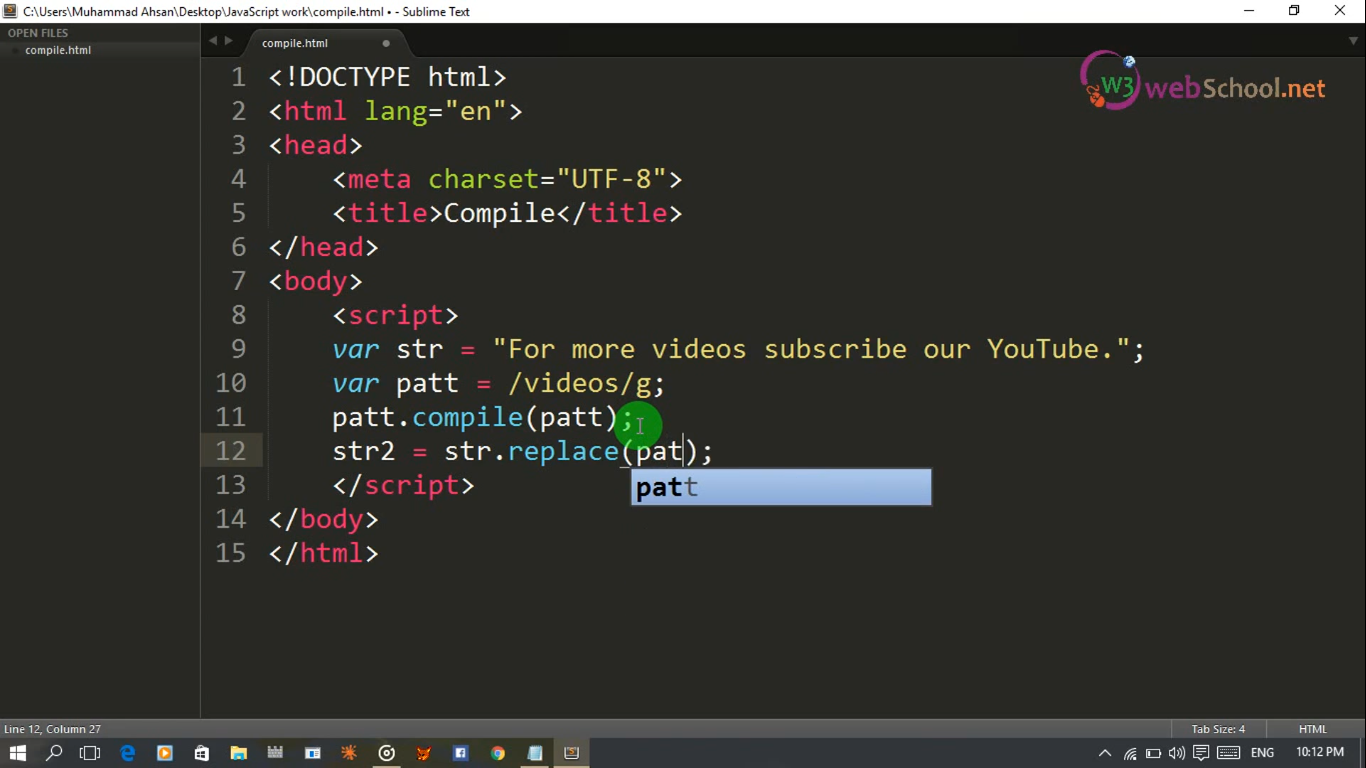 C:\Users\Muhammad Ahsan\Desktop\JavaScript work\compile.html • - Sublime Text
OPEN FILES
compile.html
compile.html
W3 webSchool.net
1 <!DOCTYPE html>
2 <html lang="en">
3 <head>
4 <meta charset="UTF-8">
5 <title>Compile</title>
6 </head>
7 <body>
8 <script>
9 var str = "For more videos subscribe our YouTube.";
10 var patt = /videos/g;
11 patt.compile(patt);
12 str2 = str.replace(pat);
patt
13 </script>
14 </body>
15 </html>
Line 12, Column 27
Tab Size: 4
HTML
ENG
10:12 PM